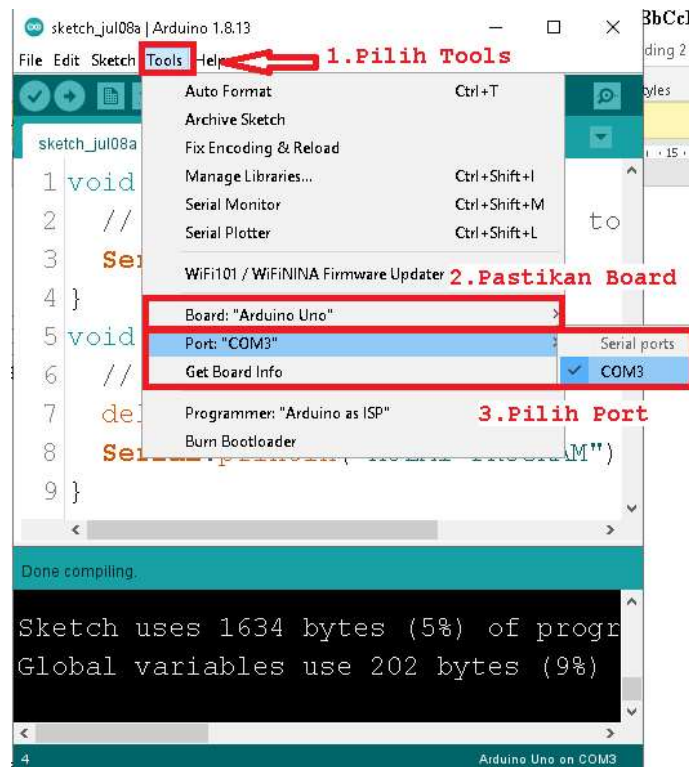 sketch_jul08a | Arduino 1.8.13
File Edit Sketch Tools Help
1.Pilih Tools
sketch_jul08a
Auto Format Ctrl+T
Archive Sketch
Fix Encoding & Reload
Manage Libraries... Ctrl+Shift+I
Serial Monitor Ctrl+Shift+M
Serial Plotter Ctrl+Shift+L
WiFi101 / WiFiNINA Firmware Updater
2.Pastikan Board
Board: "Arduino Uno"
Port: "COM3"
Serial ports
Get Board Info
COM3
Programmer: "Arduino as ISP"
3.Pilih Port
Burn Bootloader
1 void
2 // to
3 Ser
4 }
5 void
6 //
7 del
8
9 }
Done compiling.
Sketch uses 1634 bytes (5%) of progr
Global variables use 202 bytes (9%)
4 Arduino Uno on COM3
ding 2
yles
15